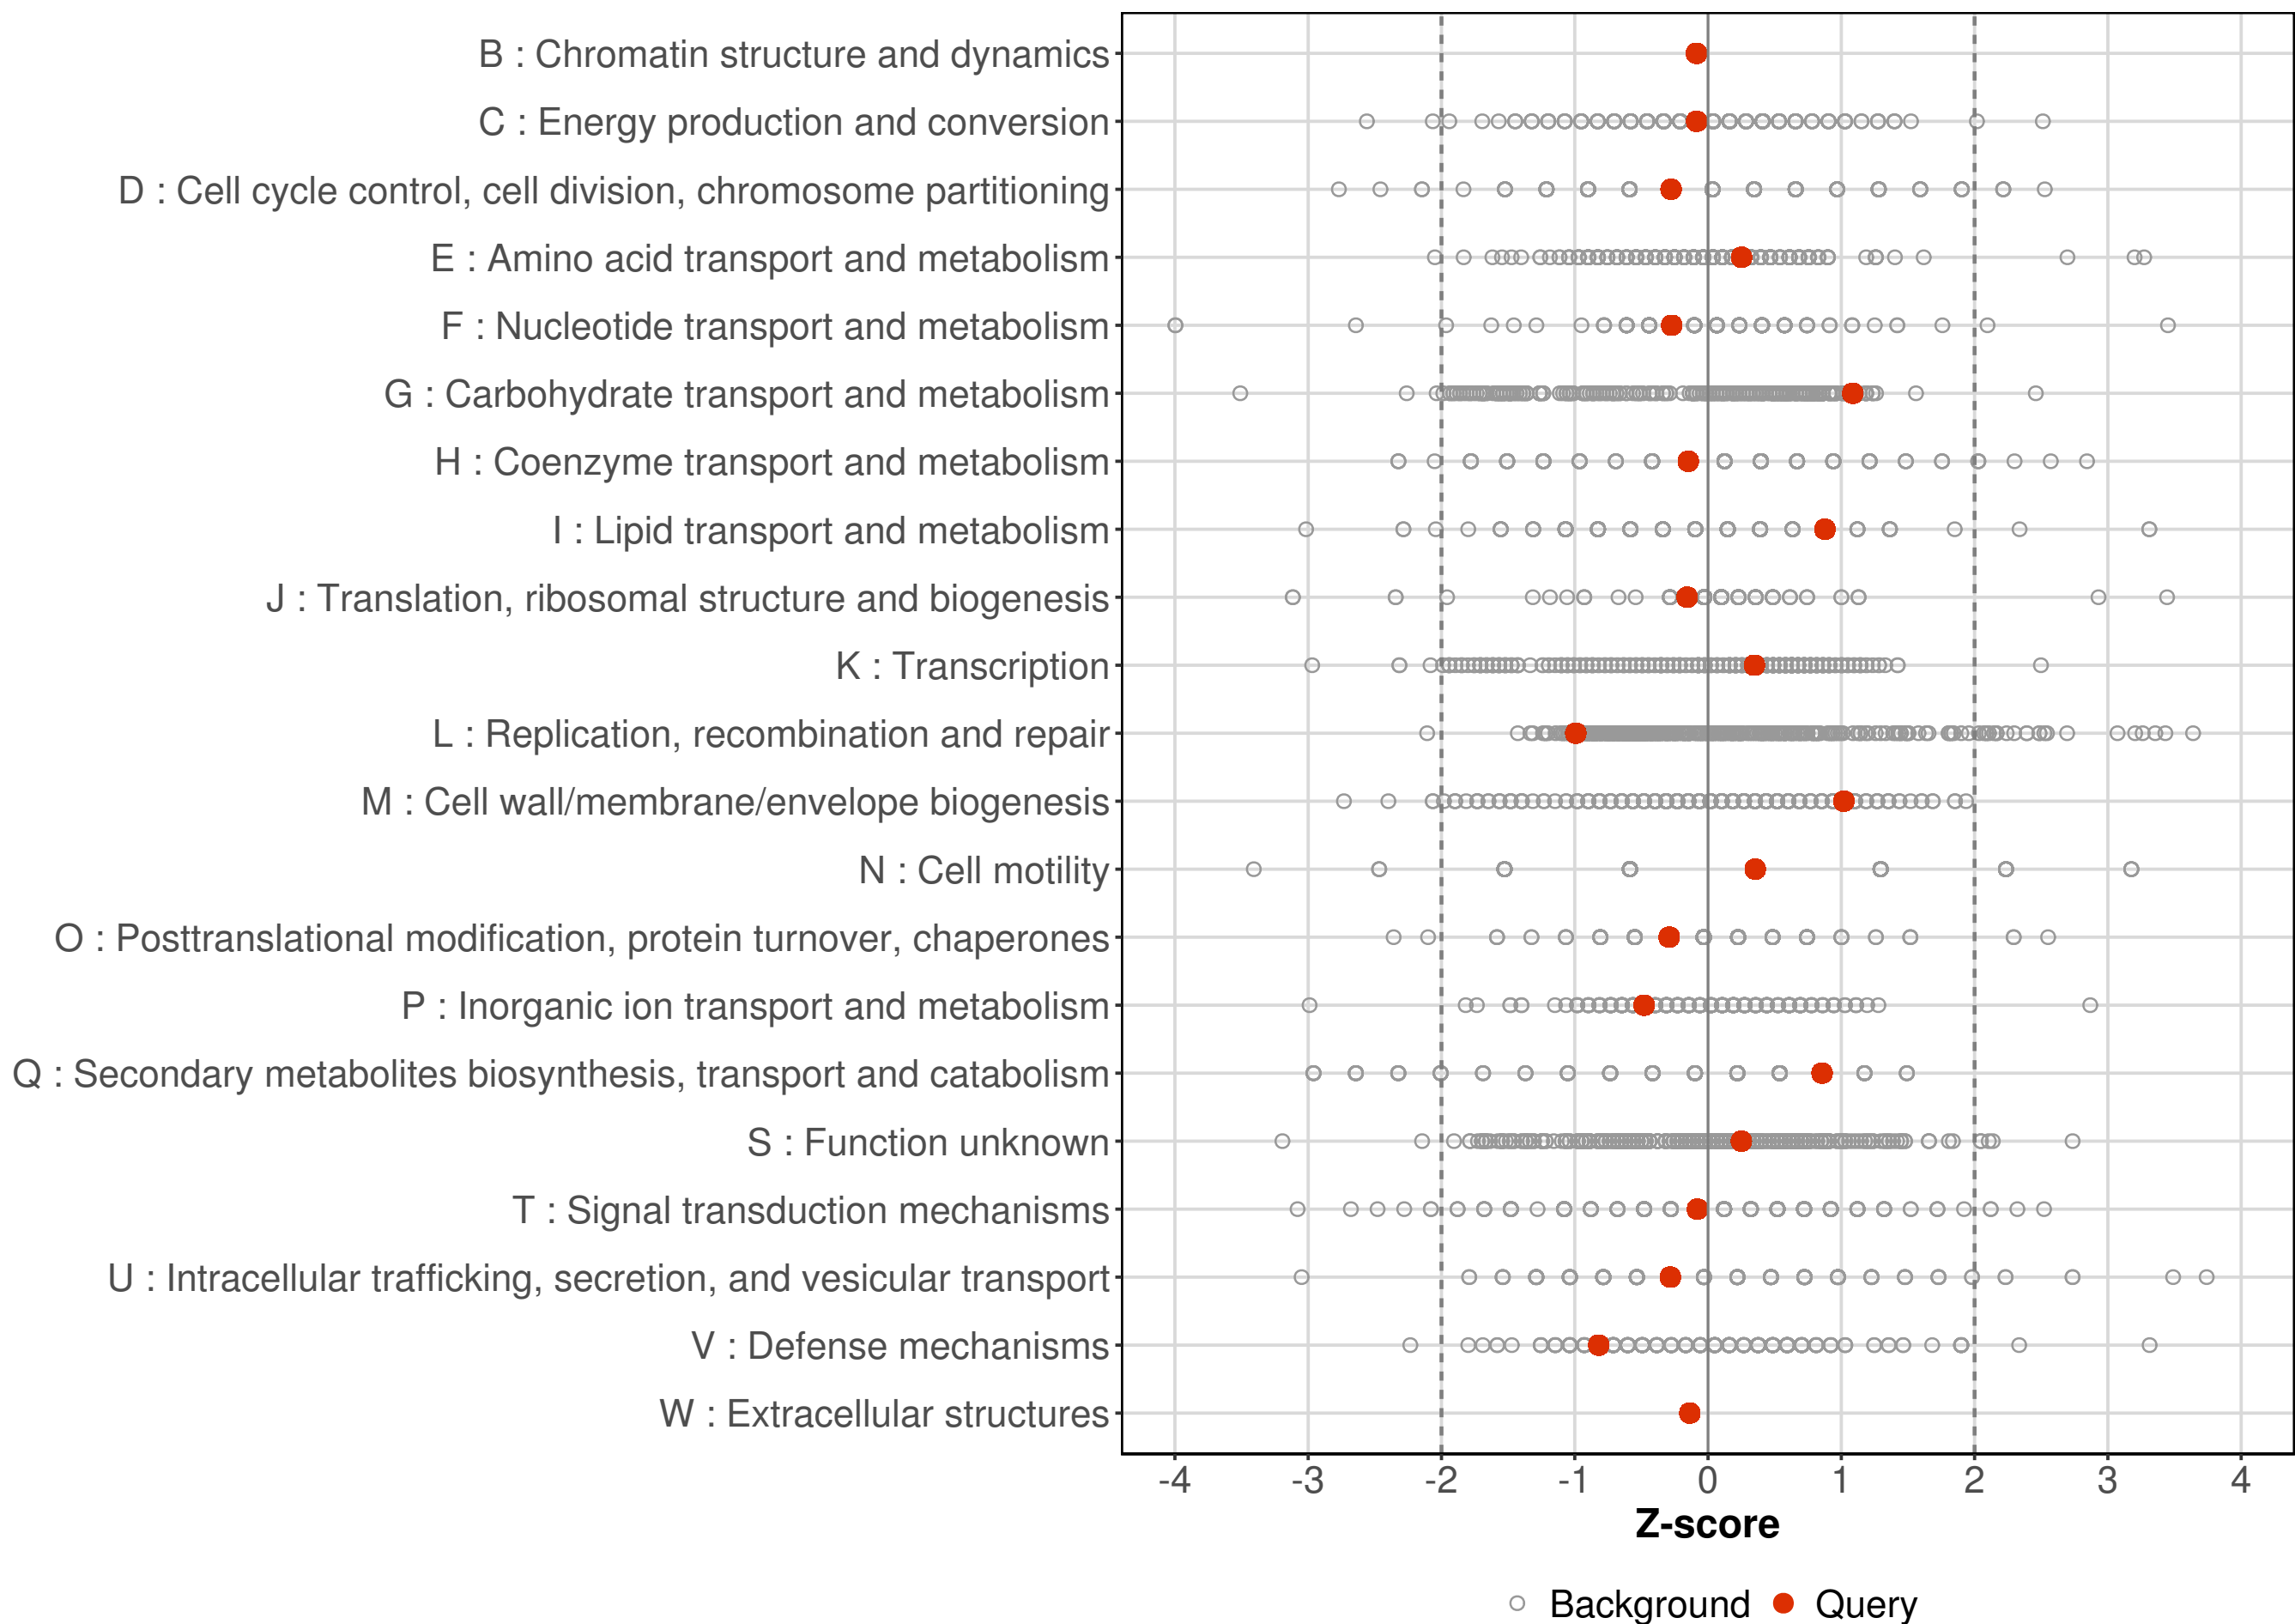 B : Chromatin structure and dynamics
C : Energy production and conversion
D : Cell cycle control, cell division, chromosome partitioning
E : Amino acid transport and metabolism
F : Nucleotide transport and metabolism
G : Carbohydrate transport and metabolism
H : Coenzyme transport and metabolism
I : Lipid transport and metabolism
J : Translation, ribosomal structure and biogenesis
K : Transcription
L : Replication, recombination and repair
M : Cell wall/membrane/envelope biogenesis
N : Cell motility
O : Posttranslational modification, protein turnover, chaperones
P : Inorganic ion transport and metabolism
Q : Secondary metabolites biosynthesis, transport and catabolism
S : Function unknown
T : Signal transduction mechanisms
U : Intracellular trafficking, secretion, and vesicular transport
V : Defense mechanisms
W : Extracellular structures
-4 -3 -2 -1 0 1 2 3 4
Z-score
Background Query